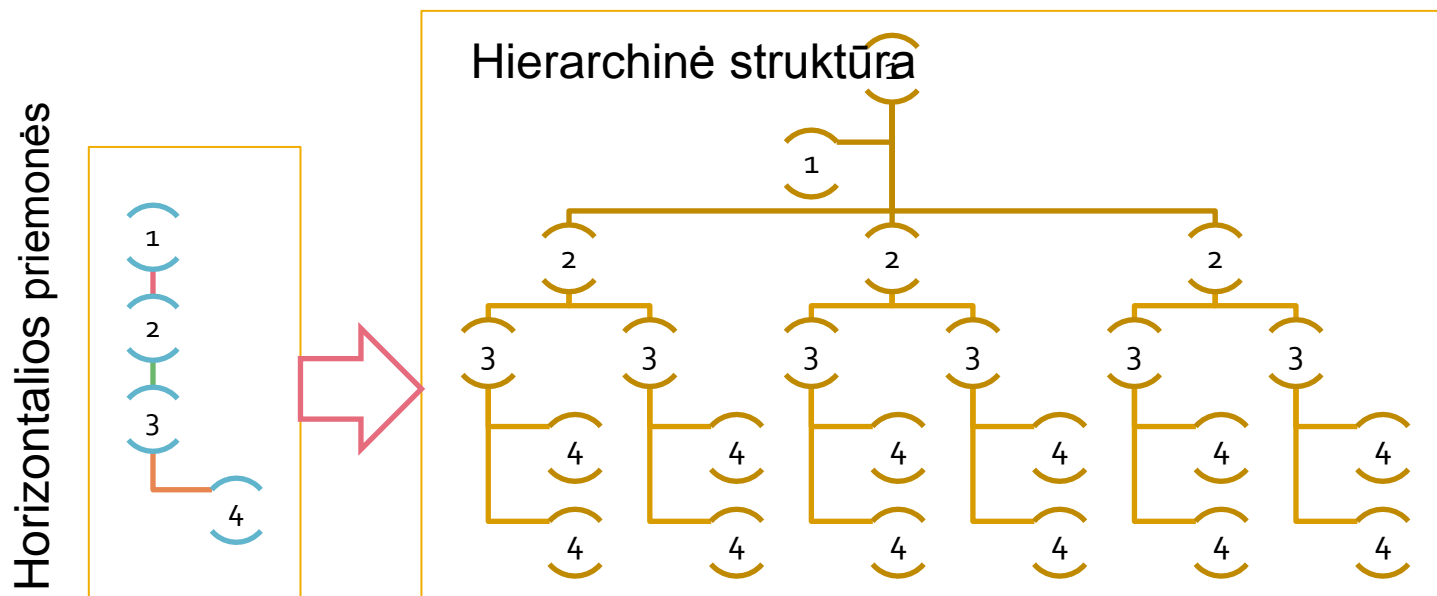 Horizontalios priemonės
1
2
3
4
Hierarchinė struktūra
1
1
2 2 2
3 3 3 3 3 3
4 4 4 4 4 4
4 4 4 4 4 4